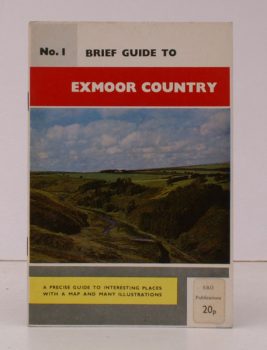 No. 1 BRIEF GUIDE TO
EXMOOR COUNTRY
A PRECISE GUIDE TO INTERESTING PLACES
WITH A MAP AND MANY ILLUSTRATIONS
Publications
20p